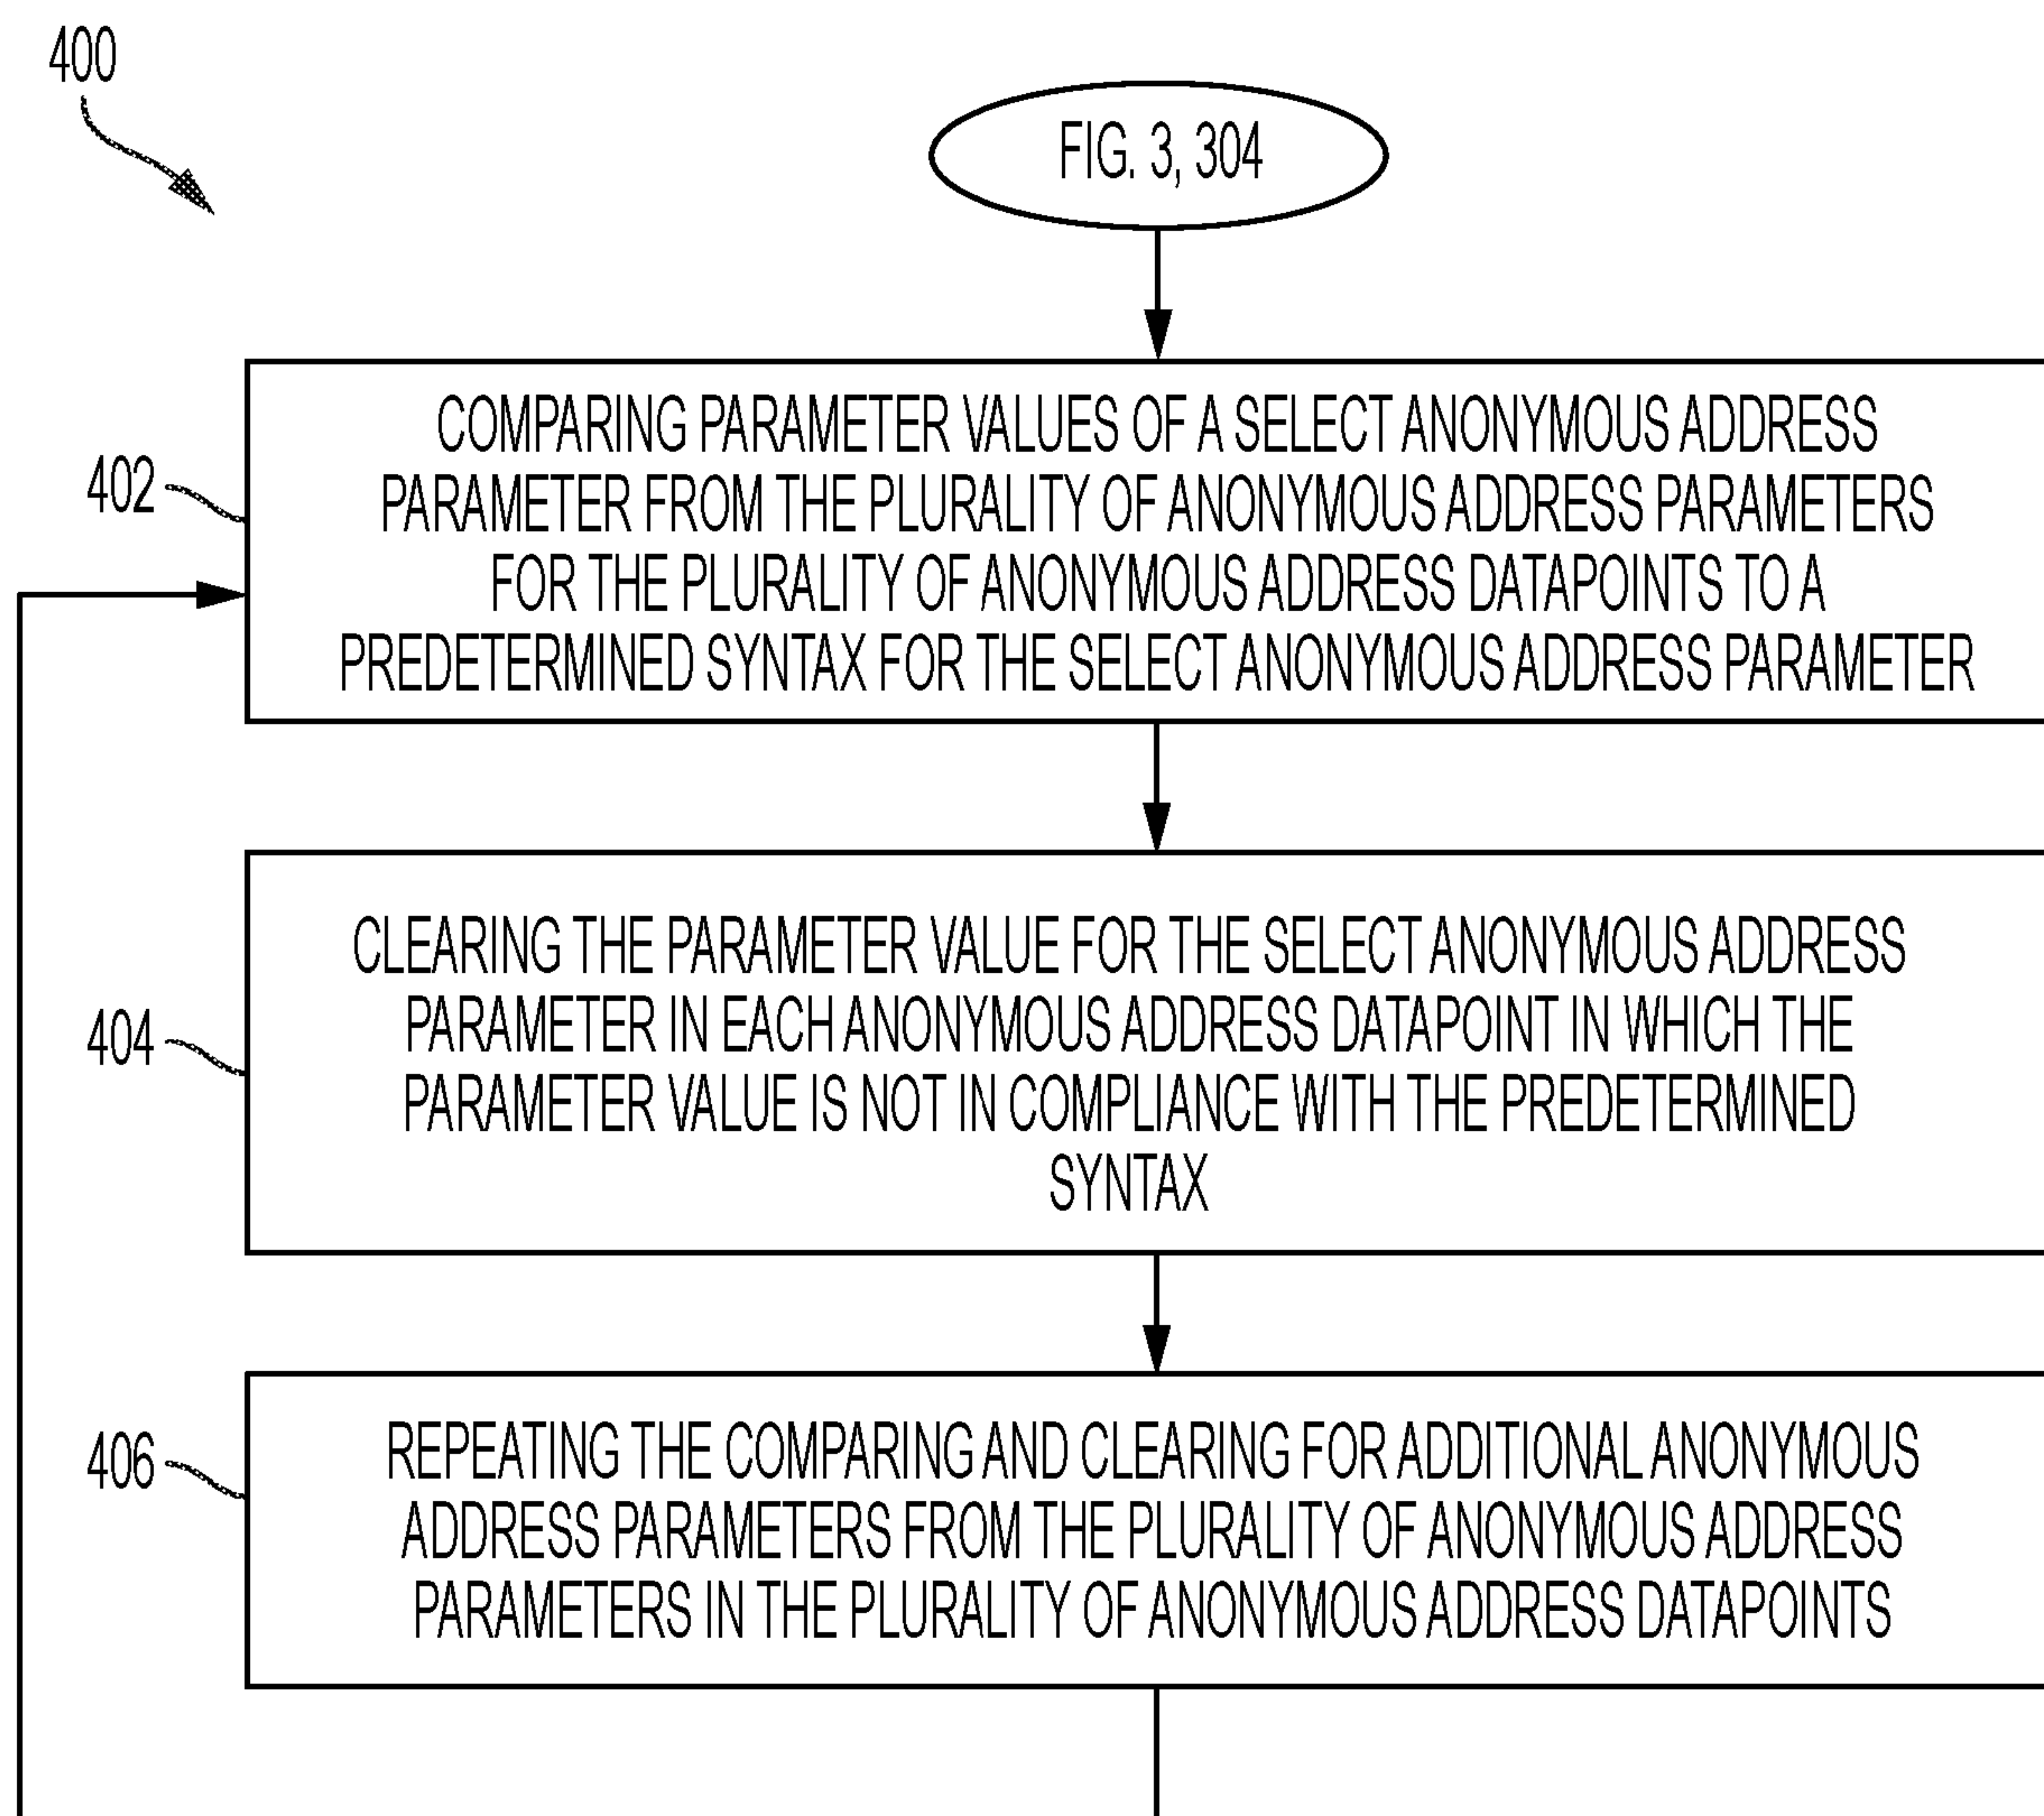 400
FIG. 3, 304
402
COMPARING PARAMETER VALUES OF A SELECT ANONYMOUS ADDRESS
PARAMETER FROM THE PLURALITY OF ANONYMOUS ADDRESS PARAMETERS
FOR THE PLURALITY OF ANONYMOUS ADDRESS DATAPOINTS TO A
PREDETERMINED SYNTAX FOR THE SELECT ANONYMOUS ADDRESS PARAMETER
404
CLEARING THE PARAMETER VALUE FOR THE SELECT ANONYMOUS ADDRESS
PARAMETER IN EACH ANONYMOUS ADDRESS DATAPOINT IN WHICH THE
PARAMETER VALUE IS NOT IN COMPLIANCE WITH THE PREDETERMINED
SYNTAX
406
REPEATING THE COMPARING AND CLEARING FOR ADDITIONAL ANONYMOUS
ADDRESS PARAMETERS FROM THE PLURALITY OF ANONYMOUS ADDRESS
PARAMETERS IN THE PLURALITY OF ANONYMOUS ADDRESS DATAPOINTS